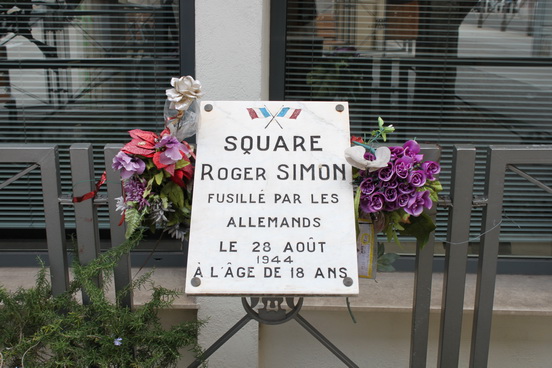 SQUARE
ROGER SIMON
FUSILLÉ PAR LES
ALLEMANDS
LE 28 AOÛT
1944
À L'ÂGE DE 18 ANS